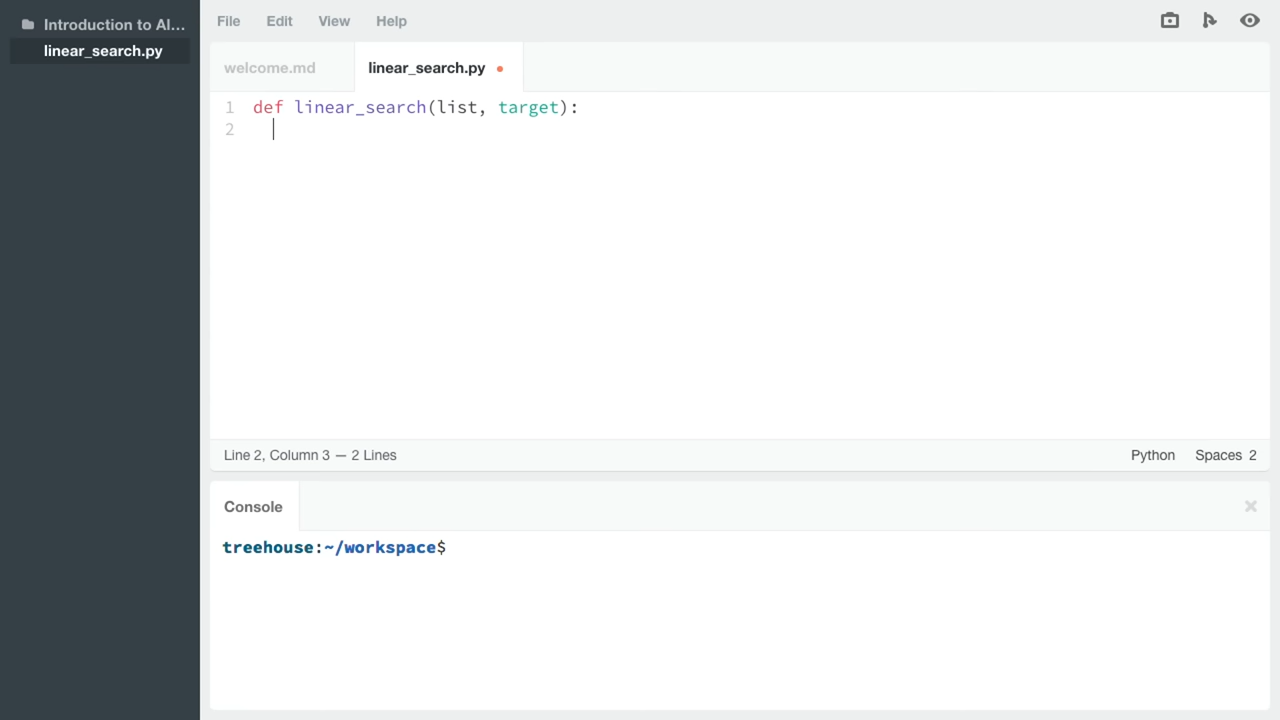 Introduction to Al...
linear_search.py
File Edit View Help
welcome.md linear_search.py
1 def linear_search(list, target):
2
Line 2, Column 3 — 2 Lines Python Spaces 2
Console
treehouse:~/workspace$